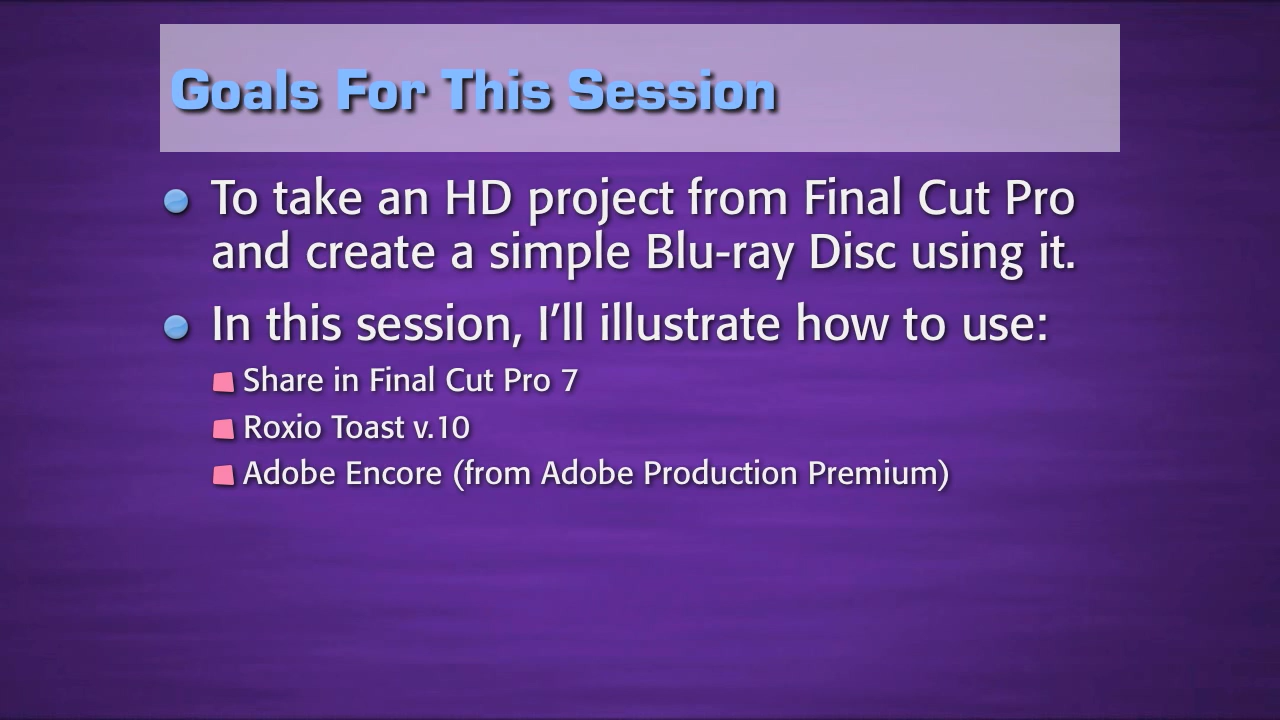 Goals For This Session
To take an HD project from Final Cut Pro
and create a simple Blu-ray Disc using it.
In this session, I’ll illustrate how to use:
Share in Final Cut Pro 7
Roxio Toast v.10
Adobe Encore (from Adobe Production Premium)